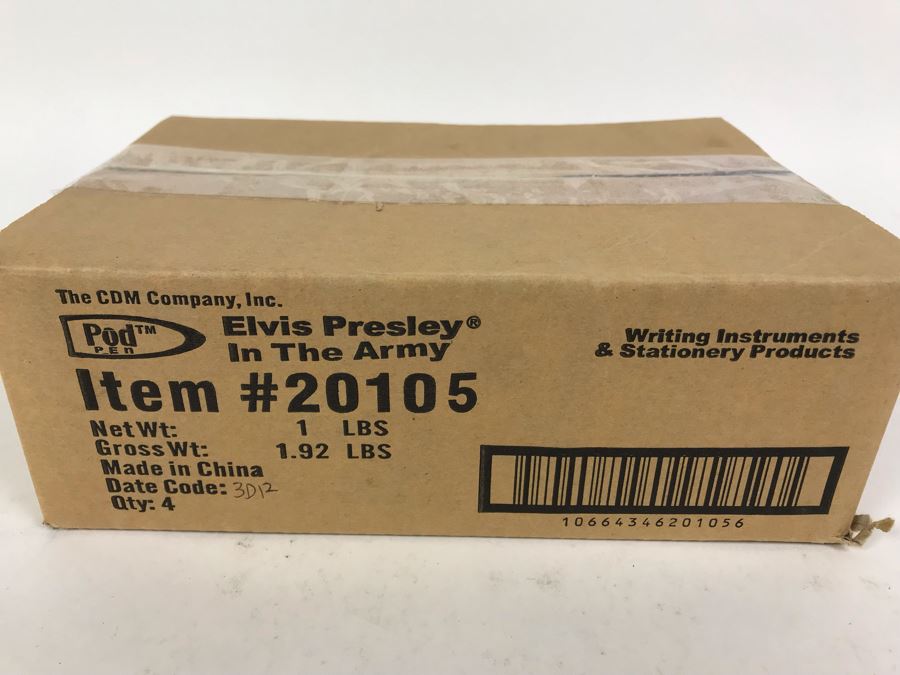 The CDM Company, Inc.
Pod™
PEN
Elvis Presley®
In The Army
Writing Instruments
& Stationery Products
Item #20105
Net Wt: 1 LBS
Gross Wt: 1.92 LBS
Made in China
Date Code: 3D12
Qty: 4
10664346201056